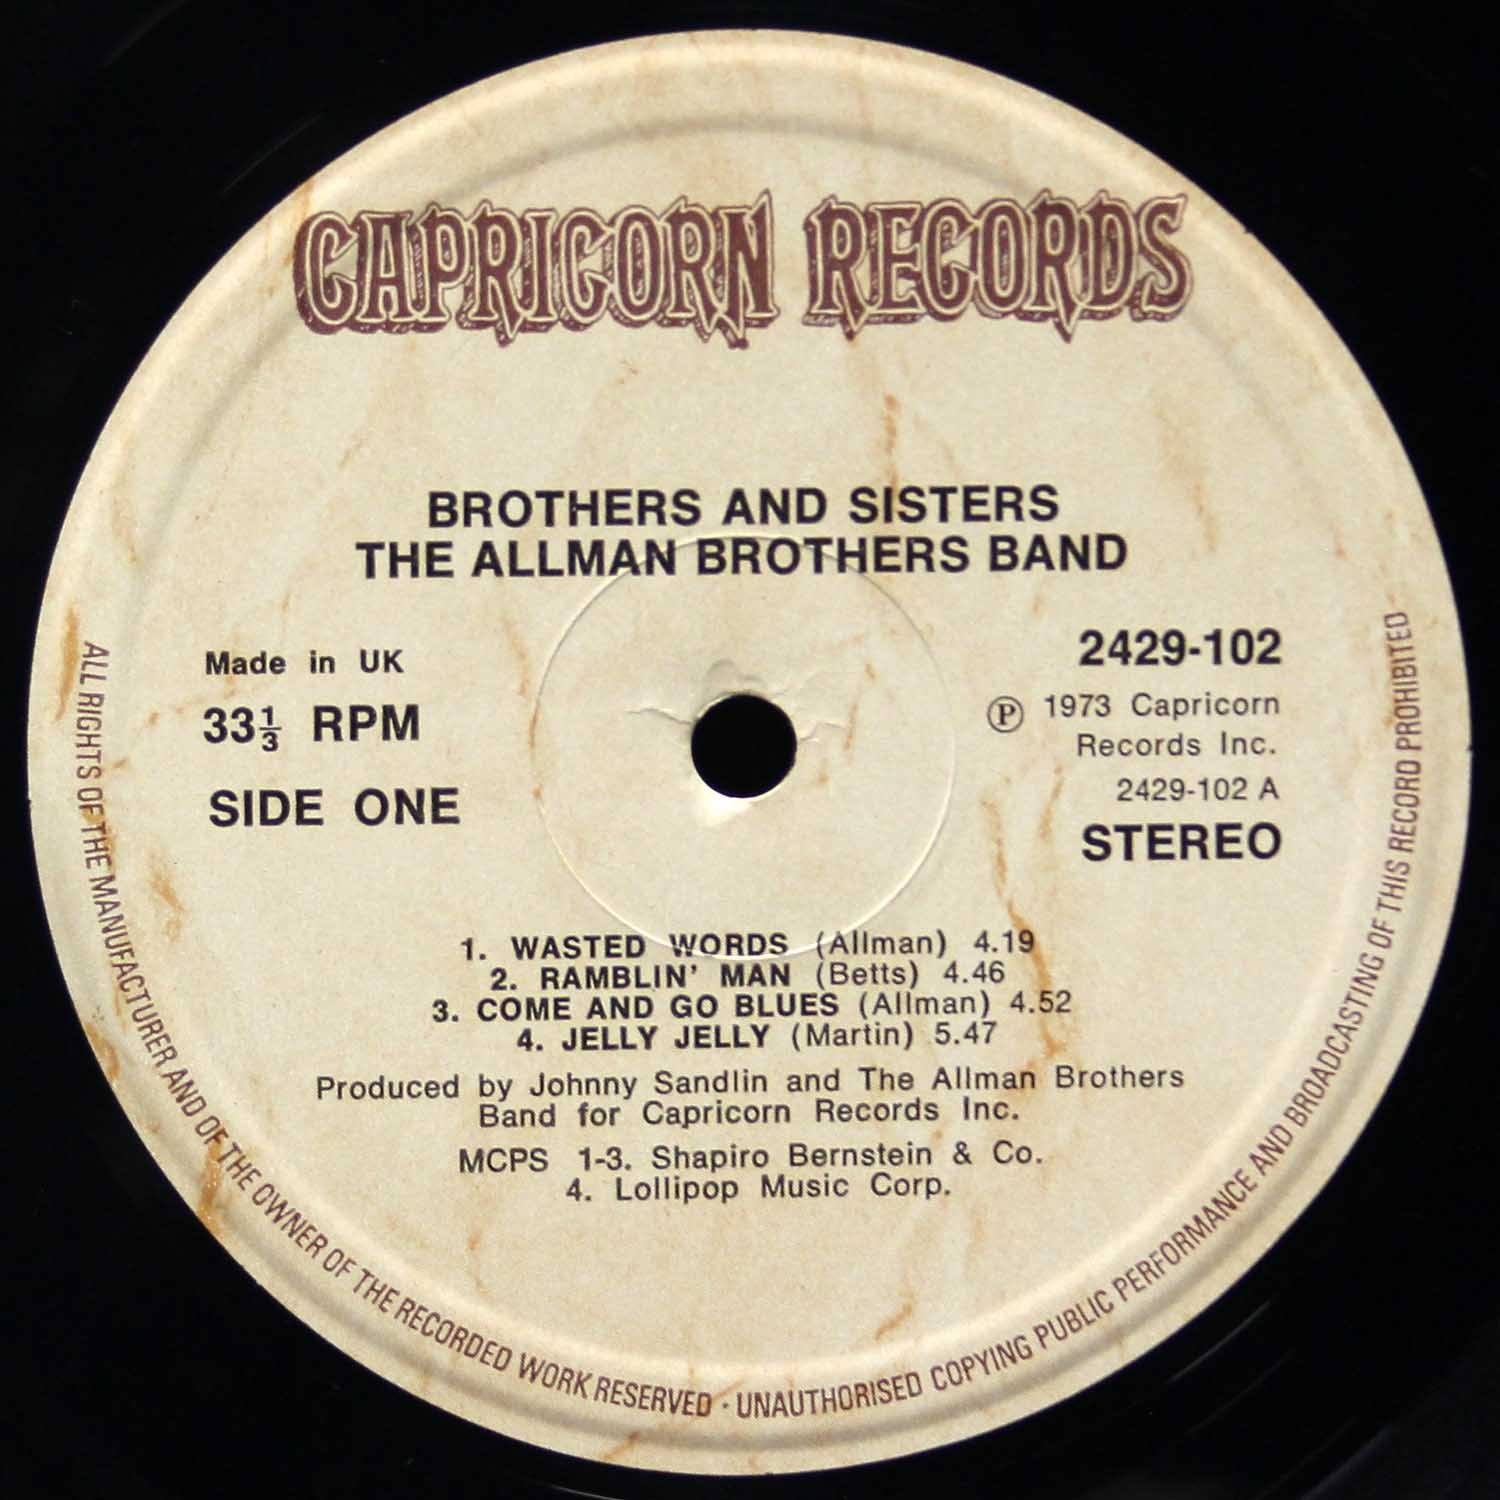 CAPRICORN RECORDS
BROTHERS AND SISTERS
THE ALLMAN BROTHERS BAND
Made in UK
33⅓ RPM
SIDE ONE
2429-102
Ⓟ 1973 Capricorn
Records Inc.
2429-102 A
STEREO
1. WASTED WORDS (Allman) 4.19
2. RAMBLIN' MAN (Betts) 4.46
3. COME AND GO BLUES (Allman) 4.52
4. JELLY JELLY (Martin) 5.47
Produced by Johnny Sandlin and The Allman Brothers
Band for Capricorn Records Inc.
MCPS 1-3. Shapiro Bernstein & Co.
4. Lollipop Music Corp.
ALL RIGHTS OF THE MANUFACTURER AND OF THE OWNER OF THE RECORDED WORK RESERVED · UNAUTHORISED COPYING PUBLIC PERFORMANCE AND BROADCASTING OF THIS RECORD PROHIBITED